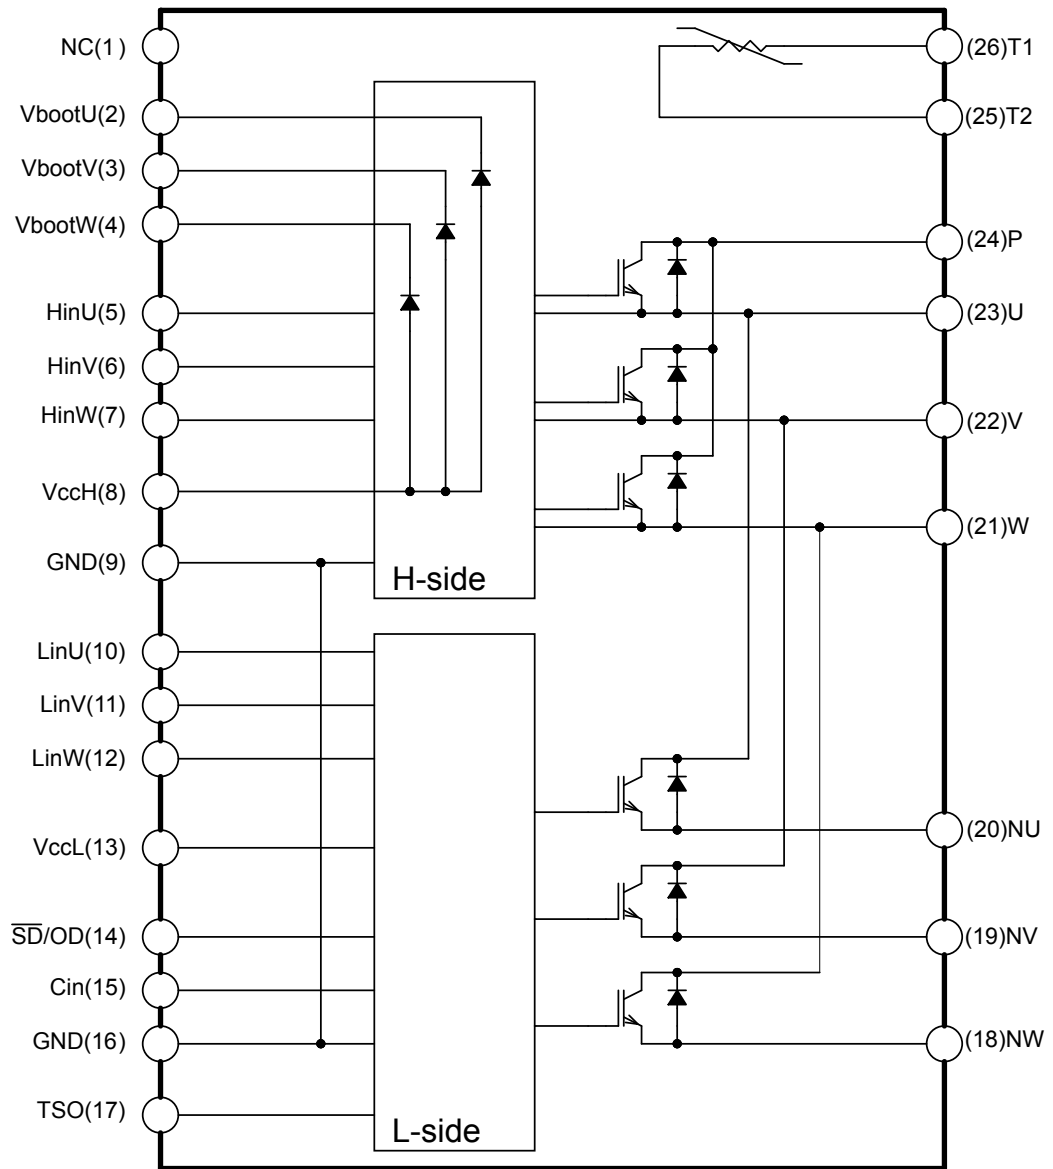 NC(1)
VbootU(2)
VbootV(3)
VbootW(4)
HinU(5)
HinV(6)
HinW(7)
VccH(8)
GND(9)
LinU(10)
LinV(11)
LinW(12)
VccL(13)
S̅D̅/OD(14)
Cin(15)
GND(16)
TSO(17)
H-side
L-side
(26)T1
(25)T2
(24)P
(23)U
(22)V
(21)W
(20)NU
(19)NV
(18)NW